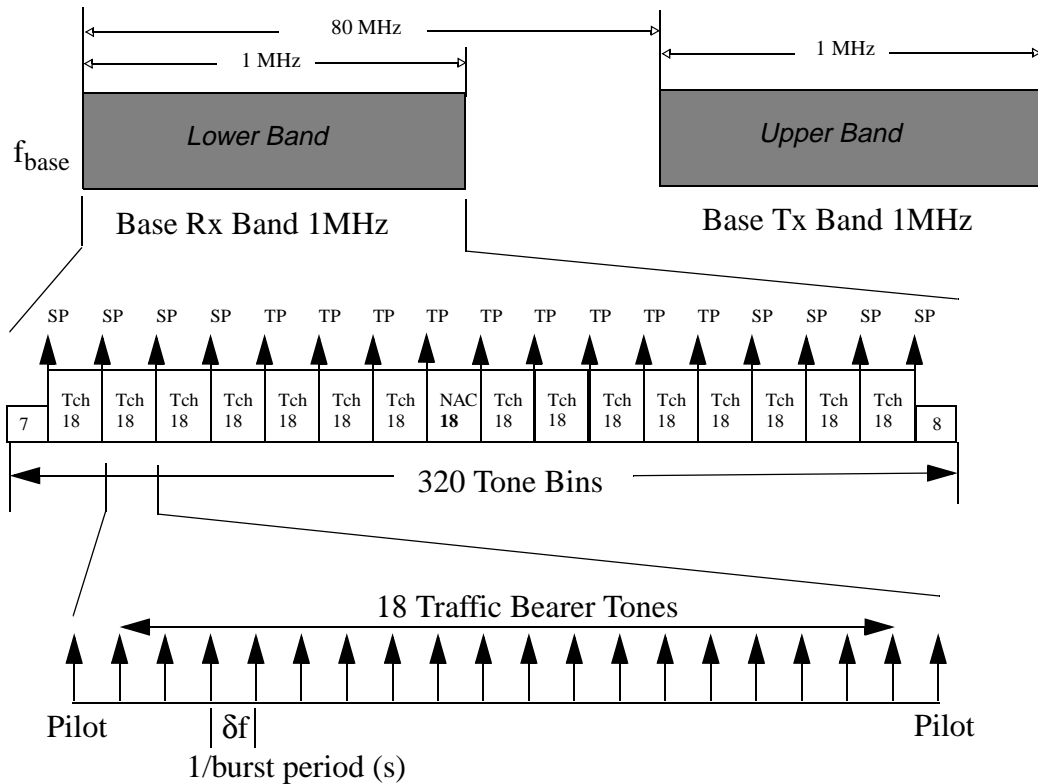 80 MHz
1 MHz
1 MHz
Lower Band
Upper Band
f_base
Base Rx Band 1MHz
Base Tx Band 1MHz
SP SP SP SP TP TP TP TP TP TP TP TP TP SP SP SP SP
Tch Tch Tch Tch Tch Tch Tch NAC Tch Tch Tch Tch Tch Tch Tch Tch
7 18 18 18 18 18 18 18 18 18 18 18 18 18 18 18 18 8
320 Tone Bins
18 Traffic Bearer Tones
Pilot
δf
Pilot
1/burst period (s)